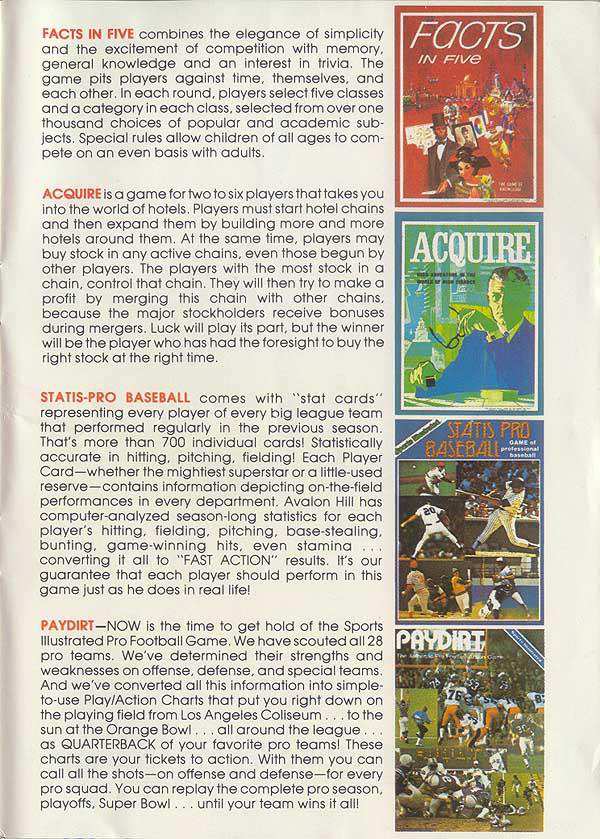 FACTS IN FIVE combines the elegance of simplicity
and the excitement of competition with memory,
general knowledge and an interest in trivia. The
game pits players against time, themselves, and
each other. In each round, players select five classes
and a category in each class, selected from over one
thousand choices of popular and academic sub-
jects. Special rules allow children of all ages to com-
pete on an even basis with adults.
FACTS
IN FIVE
THE GAME OF
KNOWLEDGE
ACQUIRE is a game for two to six players that takes you
into the world of hotels. Players must start hotel chains
and then expand them by building more and more
hotels around them. At the same time, players may
buy stock in any active chains, even those begun by
other players. The players with the most stock in a
chain, control that chain. They will then try to make a
profit by merging this chain with other chains,
because the major stockholders receive bonuses
during mergers. Luck will play its part, but the winner
will be the player who has had the foresight to buy the
right stock at the right time.
ACQUIRE
HIGH ADVENTURE IN THE
WORLD OF HIGH FINANCE
STATIS-PRO BASEBALL comes with "stat cards"
representing every player of every big league team
that performed regularly in the previous season.
That's more than 700 individual cards! Statistically
accurate in hitting, pitching, fielding! Each Player
Card—whether the mightiest superstar or a little-used
reserve—contains information depicting on-the-field
performances in every department. Avalon Hill has
computer-analyzed season-long statistics for each
player's hitting, fielding, pitching, base-stealing,
bunting, game-winning hits, even stamina . . .
converting it all to "FAST ACTION" results. It's our
guarantee that each player should perform in this
game just as he does in real life!
STATIS PRO
BASEBALL
GAME of
professional
baseball
20
PAYDIRT—NOW is the time to get hold of the Sports
Illustrated Pro Football Game. We have scouted all 28
pro teams. We've determined their strengths and
weaknesses on offense, defense, and special teams.
And we've converted all this information into simple-
to-use Play/Action Charts that put you right down on
the playing field from Los Angeles Coliseum . . . to the
sun at the Orange Bowl . . . all around the league . . .
as QUARTERBACK of your favorite pro teams! These
charts are your tickets to action. With them you can
call all the shots—on offense and defense—for every
pro squad. You can replay the complete pro season,
playoffs, Super Bowl . . . until your team wins it all!
PAYDIRT
76